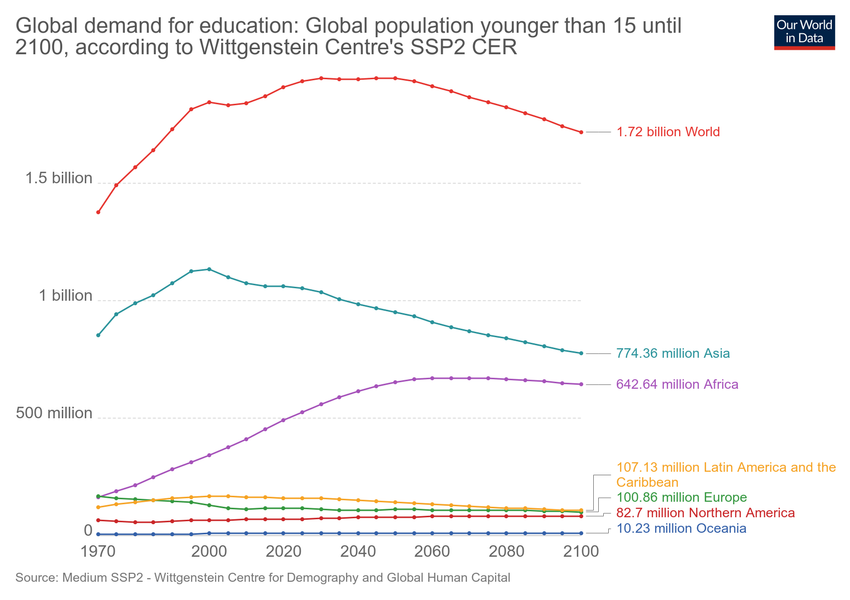 Global demand for education: Global population younger than 15 until
2100, according to Wittgenstein Centre's SSP2 CER
Our World
in Data
1.72 billion World
1.5 billion
1 billion
774.36 million Asia
642.64 million Africa
500 million
107.13 million Latin America and the
Caribbean
100.86 million Europe
82.7 million Northern America
10.23 million Oceania
0
1970 2000 2020 2040 2060 2080 2100
Source: Medium SSP2 - Wittgenstein Centre for Demography and Global Human Capital